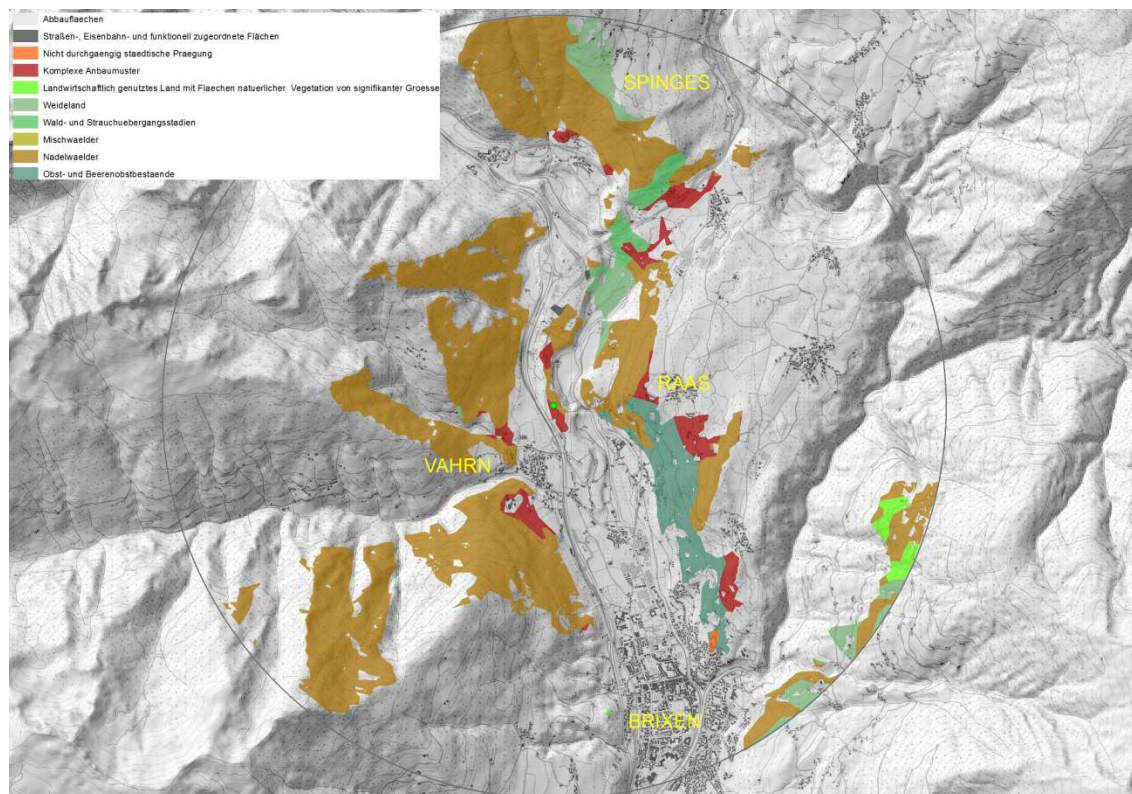 Abbauflaechen
Straßen-, Eisenbahn- und funktionell zugeordnete Flächen
Nicht durchgaengig staedtische Praegung
Komplexe Anbaumuster
Landwirtschaftlich genutztes Land mit Flaechen natuerlicher Vegetation von signifikanter Groesse
Weideland
Wald- und Strauchuebergangsstadien
Mischwaelder
Nadelwaelder
Obst- und Beerenobstbestaende
SPINGES
RAAS
VAHRN
BRIXEN